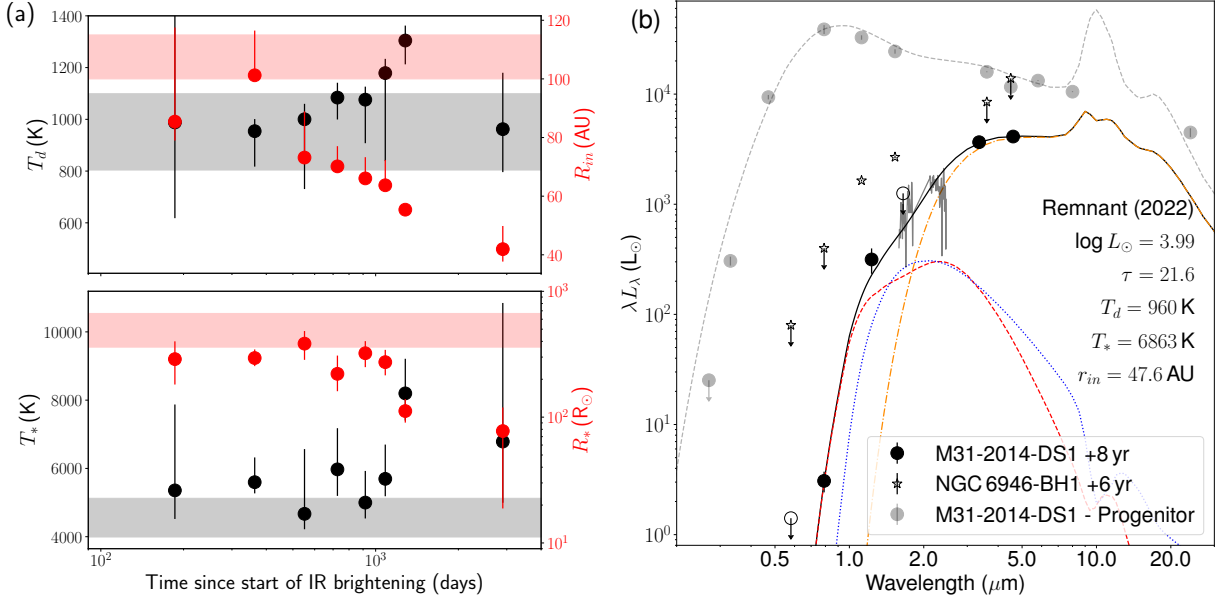 (a)
1400
1200
1000
800
600
T_d (K)
120
100
80
60
40
R_in (AU)
10000
8000
6000
4000
T_* (K)
10^3
10^2
10^1
R_* (R_⊙)
10^2
10^3
Time since start of IR brightening (days)
(b)
10^4
10^3
10^2
10^1
10^0
λL_λ (L_⊙)
Remnant (2022)
log L_⊙ = 3.99
τ = 21.6
T_d = 960 K
T_* = 6863 K
r_in = 47.6 AU
M31-2014-DS1 +8 yr
NGC 6946-BH1 +6 yr
M31-2014-DS1 - Progenitor
0.5
1.0
2.0
5.0
10.0
20.0
Wavelength (μm)